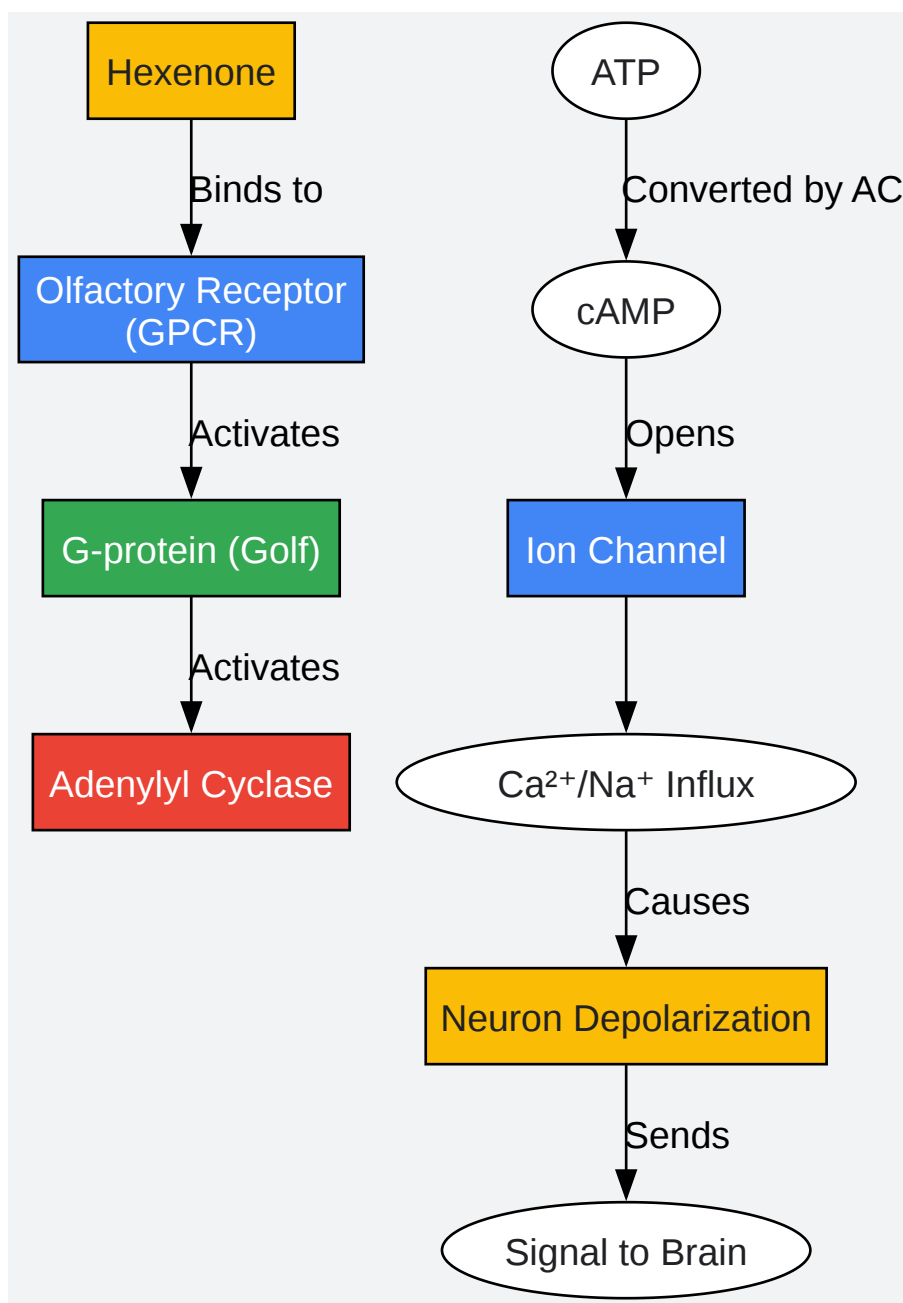 Hexenone
Binds to
Olfactory Receptor
(GPCR)
Activates
G-protein (Golf)
Activates
Adenylyl Cyclase
ATP
Converted by AC
cAMP
Opens
Ion Channel
Ca²⁺/Na⁺ Influx
Causes
Neuron Depolarization
Sends
Signal to Brain